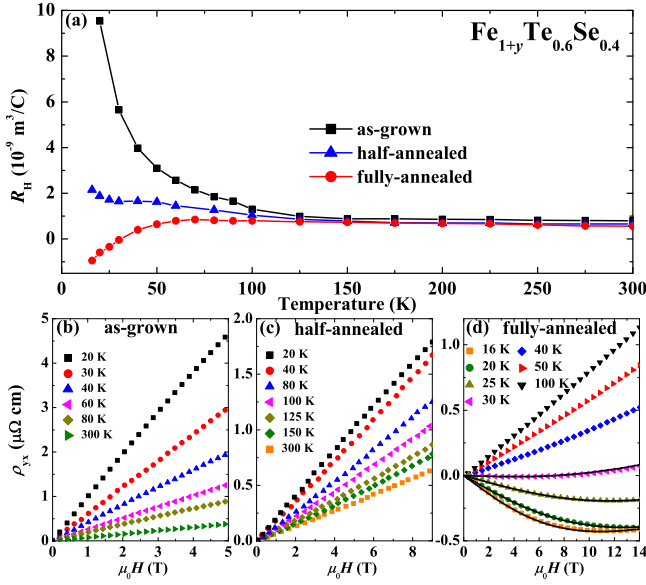 (a)
Fe1+yTe0.6Se0.4
RH (10-9 m3/C)
10
8
6
4
2
0
as-grown
half-annealed
fully-annealed
0 50 100 150 200 250 300
Temperature (K)
(b) as-grown
ρyx (μΩ cm)
5
4
3
2
1
0
20 K
30 K
40 K
60 K
80 K
300 K
0 1 2 3 4 5
μ0H (T)
(c) half-annealed
2.0
1.5
1.0
0.5
0.0
20 K
40 K
80 K
100 K
125 K
150 K
300 K
0 2 4 6 8
μ0H (T)
(d) fully-annealed
1.0
0.5
0.0
-0.5
16 K 40 K
20 K 50 K
25 K 100 K
30 K
0 2 4 6 8 10 12 14
μ0H (T)